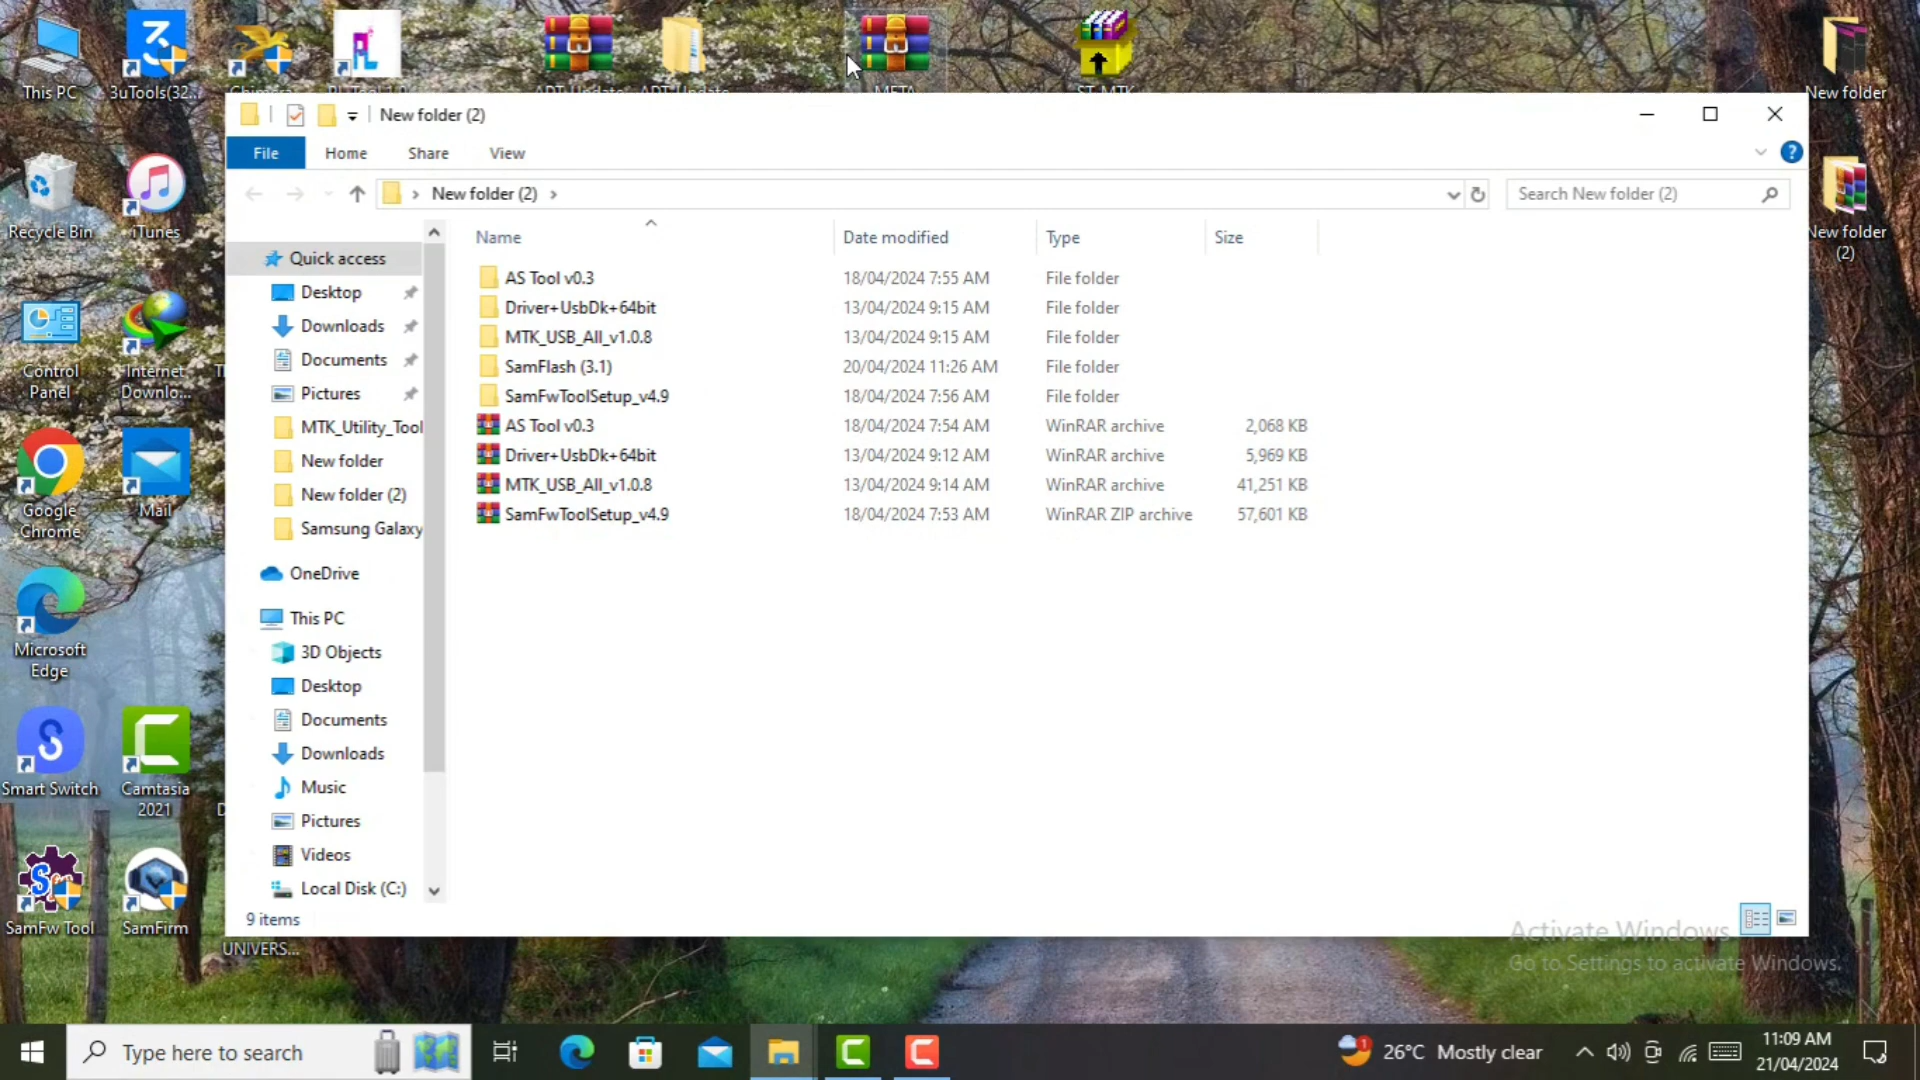 This PC
3uTools(32...
Chimera
ADT Update
ADT Update
META
ST_MTK
New folder
New folder (2)
File
Home
Share
View
New folder (2)
Search New folder (2)
Recycle Bin
iTunes
New folder
(2)
Name
Date modified
Type
Size
Quick access
Desktop
Downloads
Documents
Pictures
MTK_Utility_Tool
New folder
New folder (2)
Samsung Galaxy
OneDrive
This PC
3D Objects
Desktop
Documents
Downloads
Music
Pictures
Videos
Local Disk (C:)
AS Tool v0.3 18/04/2024 7:55 AM File folder
Driver+UsbDk+64bit 13/04/2024 9:15 AM File folder
MTK_USB_All_v1.0.8 13/04/2024 9:15 AM File folder
SamFlash (3.1) 20/04/2024 11:26 AM File folder
SamFwToolSetup_v4.9 18/04/2024 7:56 AM File folder
AS Tool v0.3 18/04/2024 7:54 AM WinRAR archive 2,068 KB
Driver+UsbDk+64bit 13/04/2024 9:12 AM WinRAR archive 5,969 KB
MTK_USB_All_v1.0.8 13/04/2024 9:14 AM WinRAR archive 41,251 KB
SamFwToolSetup_v4.9 18/04/2024 7:53 AM WinRAR ZIP archive 57,601 KB
9 items
Control
Panel
Internet
Downlo...
Google
Chrome
Mail
Microsoft
Edge
Smart Switch
Camtasia
2021
SamFw Tool
SamFirm
UNIVERS...
Activate Windows
Go to Settings to activate Windows.
Type here to search
26°C Mostly clear
11:09 AM
21/04/2024